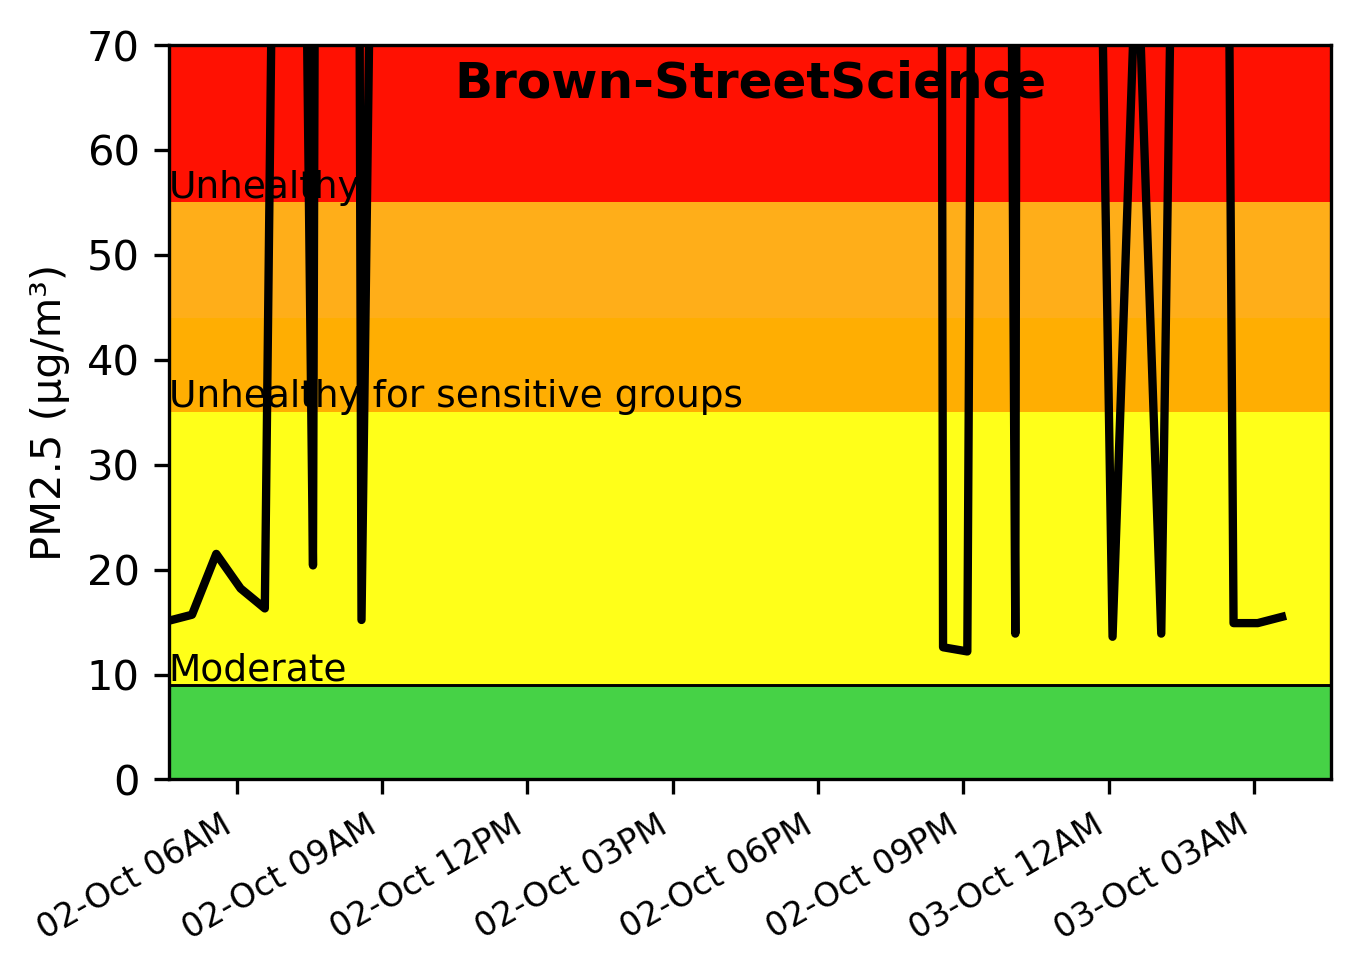 Brown-StreetScience
PM2.5 (µg/m³)
70
60
50
40
30
20
10
0
Unhealthy
Unhealthy for sensitive groups
Moderate
02-Oct 06AM
02-Oct 09AM
02-Oct 12PM
02-Oct 03PM
02-Oct 06PM
02-Oct 09PM
03-Oct 12AM
03-Oct 03AM